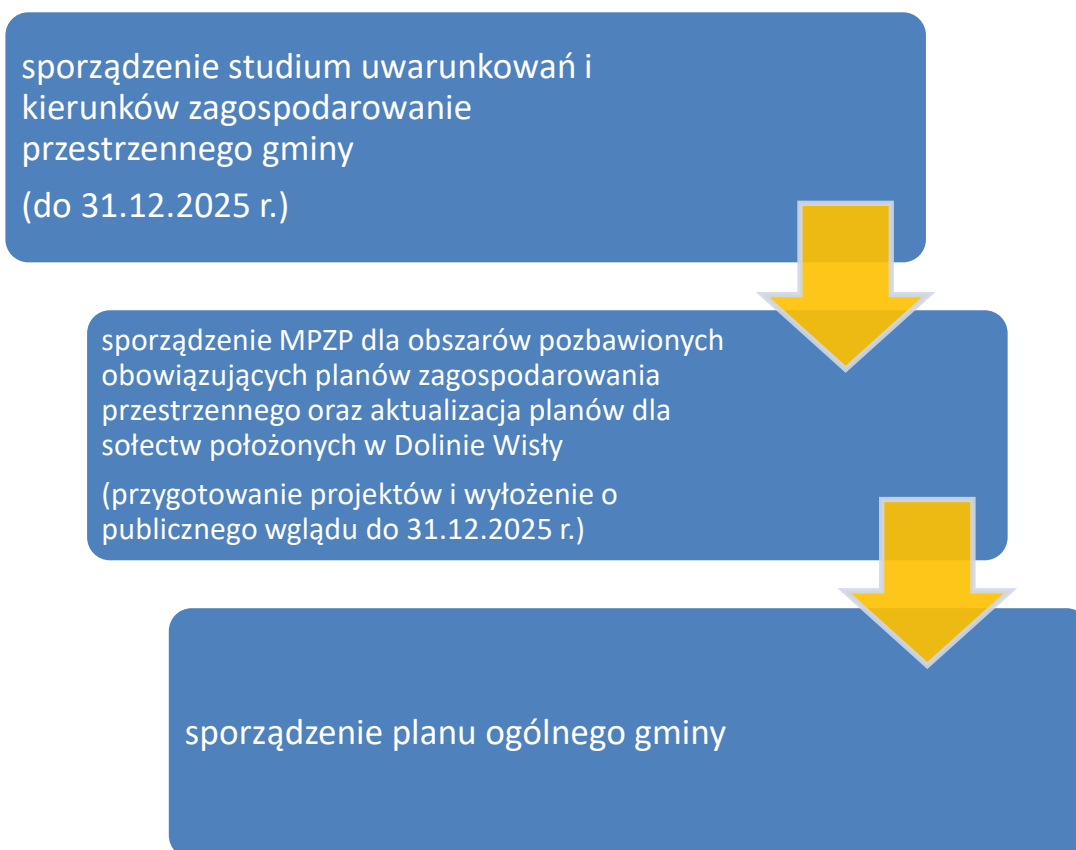 sporządzenie studium uwarunkowań i
kierunków zagospodarowanie
przestrzennego gminy
(do 31.12.2025 r.)
sporządzenie MPZP dla obszarów pozbawionych
obowiązujących planów zagospodarowania
przestrzennego oraz aktualizacja planów dla
sołectw położonych w Dolinie Wisły
(przygotowanie projektów i wyłożenie o
publicznego wglądu do 31.12.2025 r.)
sporządzenie planu ogólnego gminy